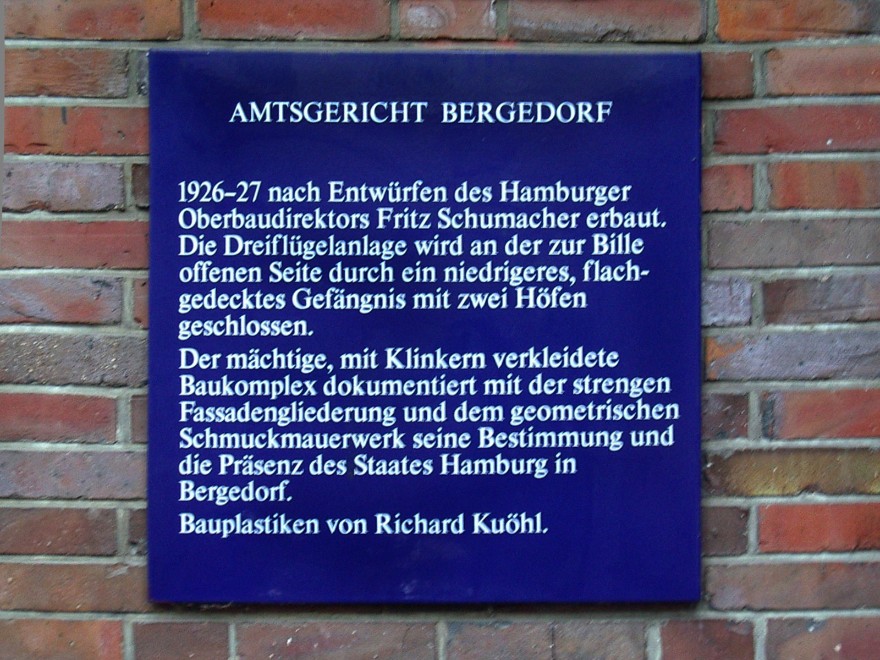 AMTSGERICHT BERGEDORF
1926–27 nach Entwürfen des Hamburger
Oberbaudirektors Fritz Schumacher erbaut.
Die Dreiflügelanlage wird an der zur Bille
offenen Seite durch ein niedrigeres, flach-
gedecktes Gefängnis mit zwei Höfen
geschlossen.
Der mächtige, mit Klinkern verkleidete
Baukomplex dokumentiert mit der strengen
Fassadengliederung und dem geometrischen
Schmuckmauerwerk seine Bestimmung und
die Präsenz des Staates Hamburg in
Bergedorf.
Bauplastiken von Richard Kuöhl.